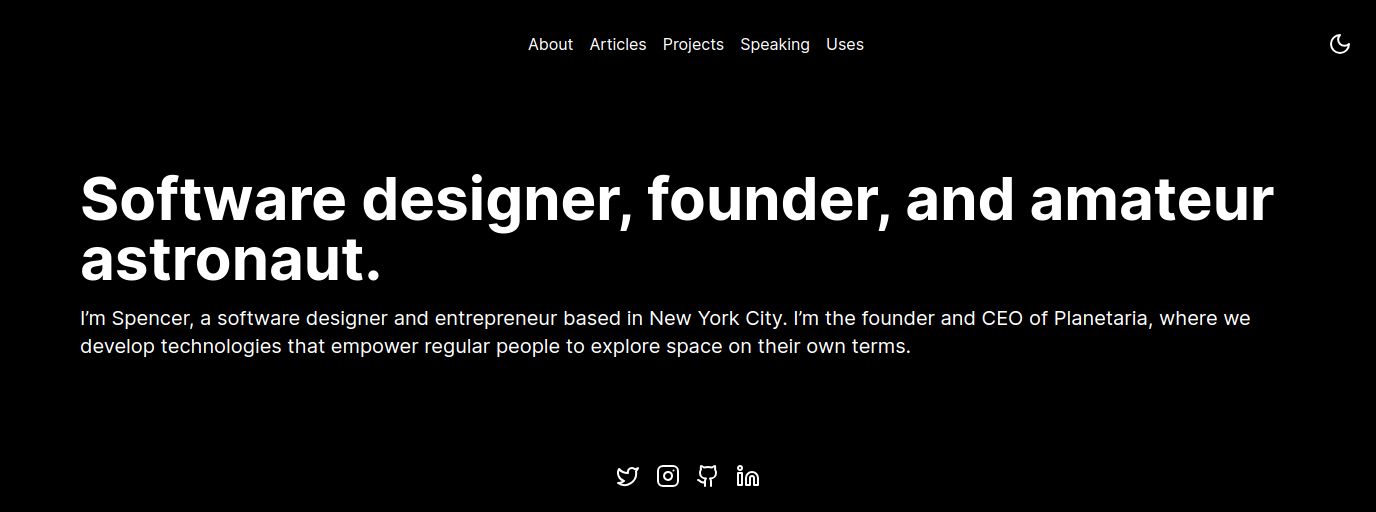 About Articles Projects Speaking Uses
Software designer, founder, and amateur
astronaut.
I’m Spencer, a software designer and entrepreneur based in New York City. I’m the founder and CEO of Planetaria, where we
develop technologies that empower regular people to explore space on their own terms.